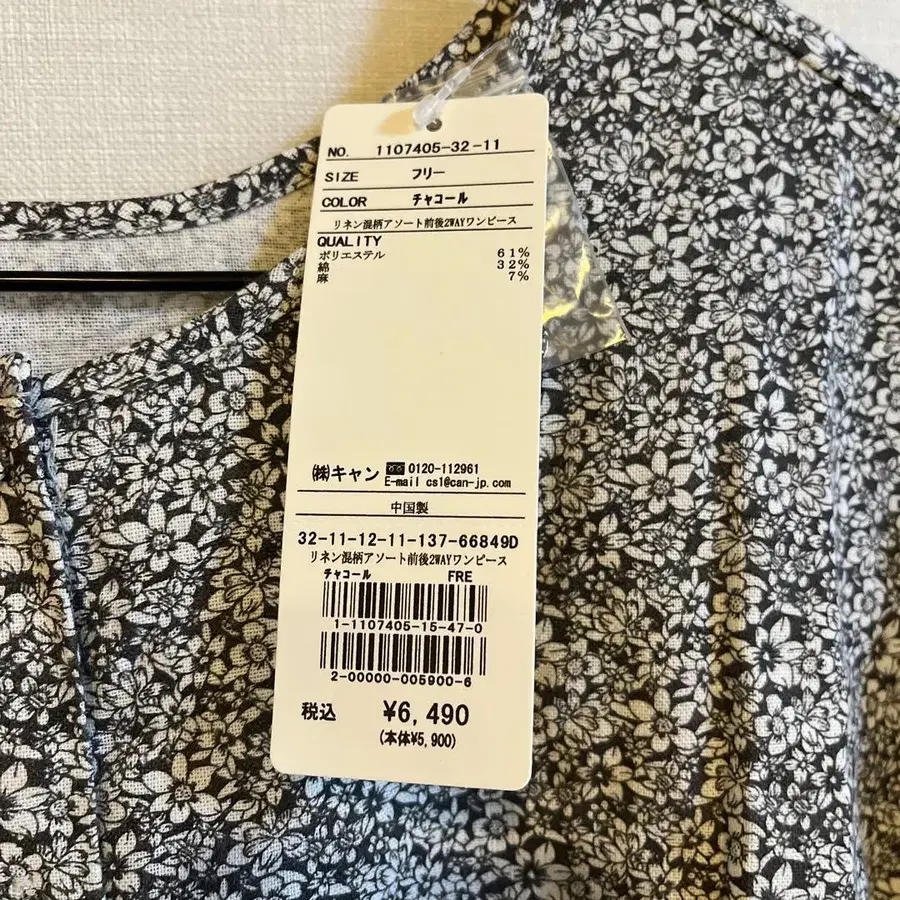 NO. 1107405-32-11
SIZE フリー
COLOR チャコール
リネン混柄アソート前後2WAYワンピース
QUALITY
ポリエステル 61%
綿 32%
麻 7%
㈱キャン 0120-112961
E-mail cs1@can-jp.com
中国製
32-11-12-11-137-66849D
リネン混柄アソート前後2WAYワンピース
チャコール FRE
1-1107405-15-47-0
2-00000-005900-6
税込 ¥6,490
(本体¥5,900)